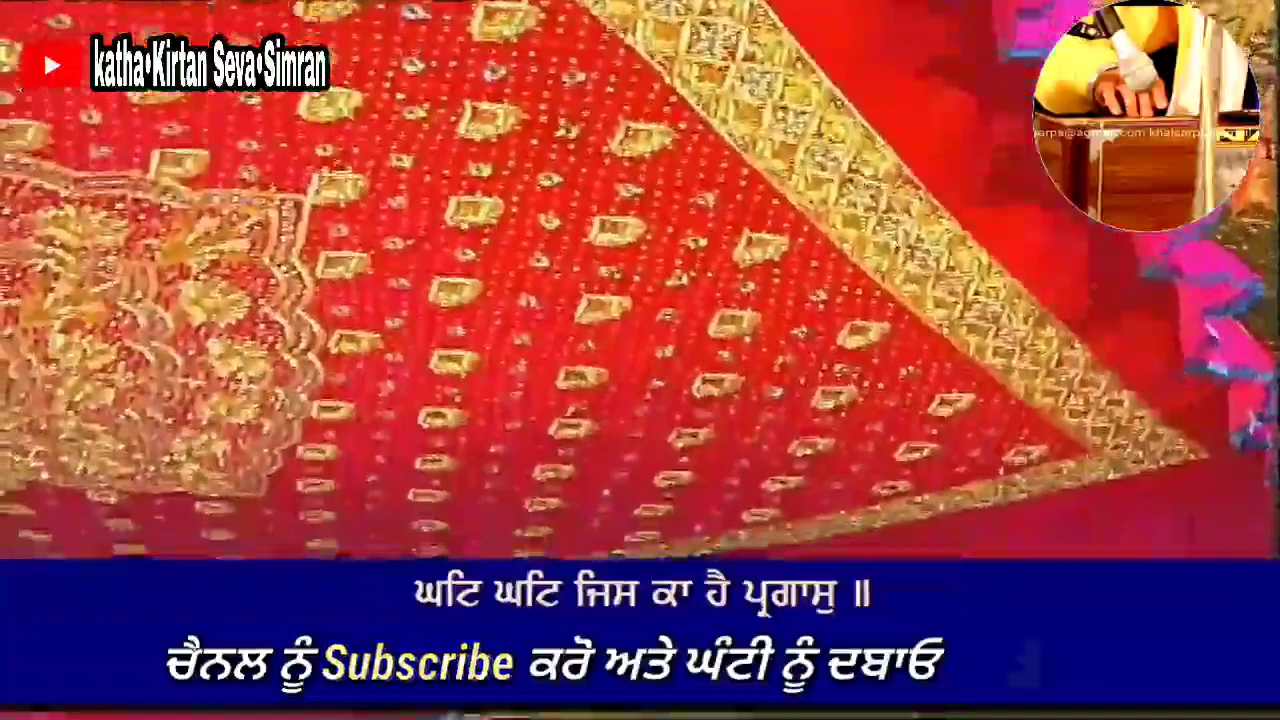 katha•Kirtan Seva•Simran
ਘਟਿ ਘਟਿ ਜਿਸ ਕਾ ਹੈ ਪ੍ਰਗਾਸੁ ॥
ਚੈਨਲ ਨੂੰ Subscribe ਕਰੋ ਅਤੇ ਘੰਟੀ ਨੂੰ ਦਬਾਓ